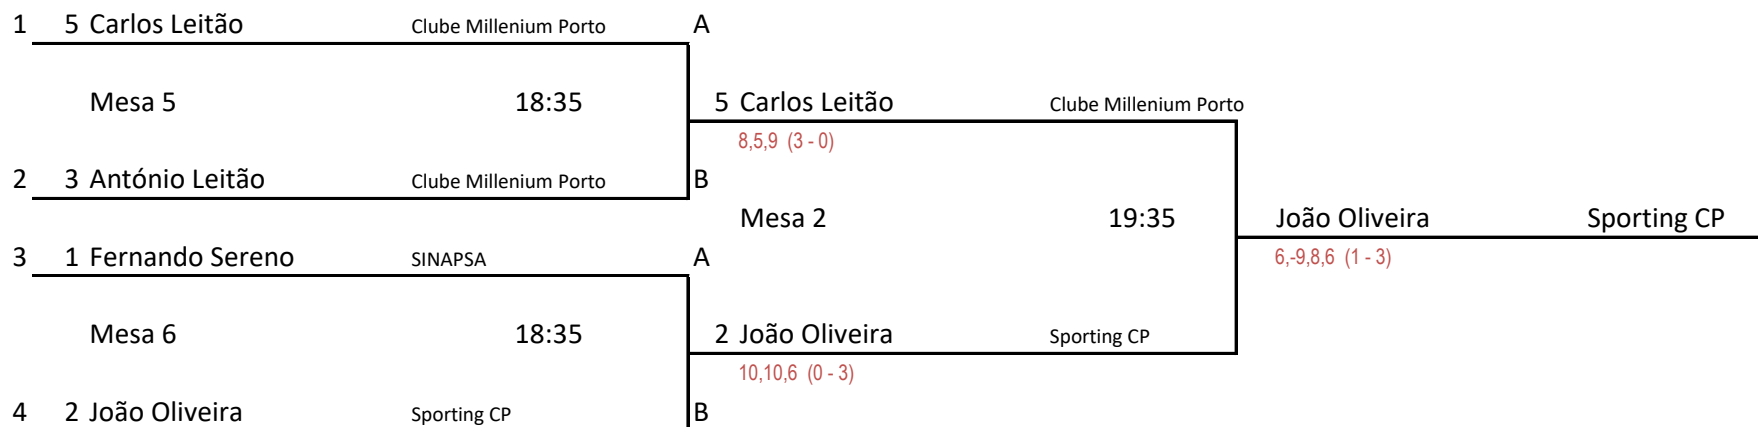 1 5 Carlos Leitão Clube Millenium Porto A
Mesa 5 18:35 5 Carlos Leitão Clube Millenium Porto
8,5,9 (3 - 0)
2 3 António Leitão Clube Millenium Porto B
Mesa 2 19:35 João Oliveira Sporting CP
3 1 Fernando Sereno SINAPSA A 6,-9,8,6 (1 - 3)
Mesa 6 18:35 2 João Oliveira Sporting CP
10,10,6 (0 - 3)
4 2 João Oliveira Sporting CP B